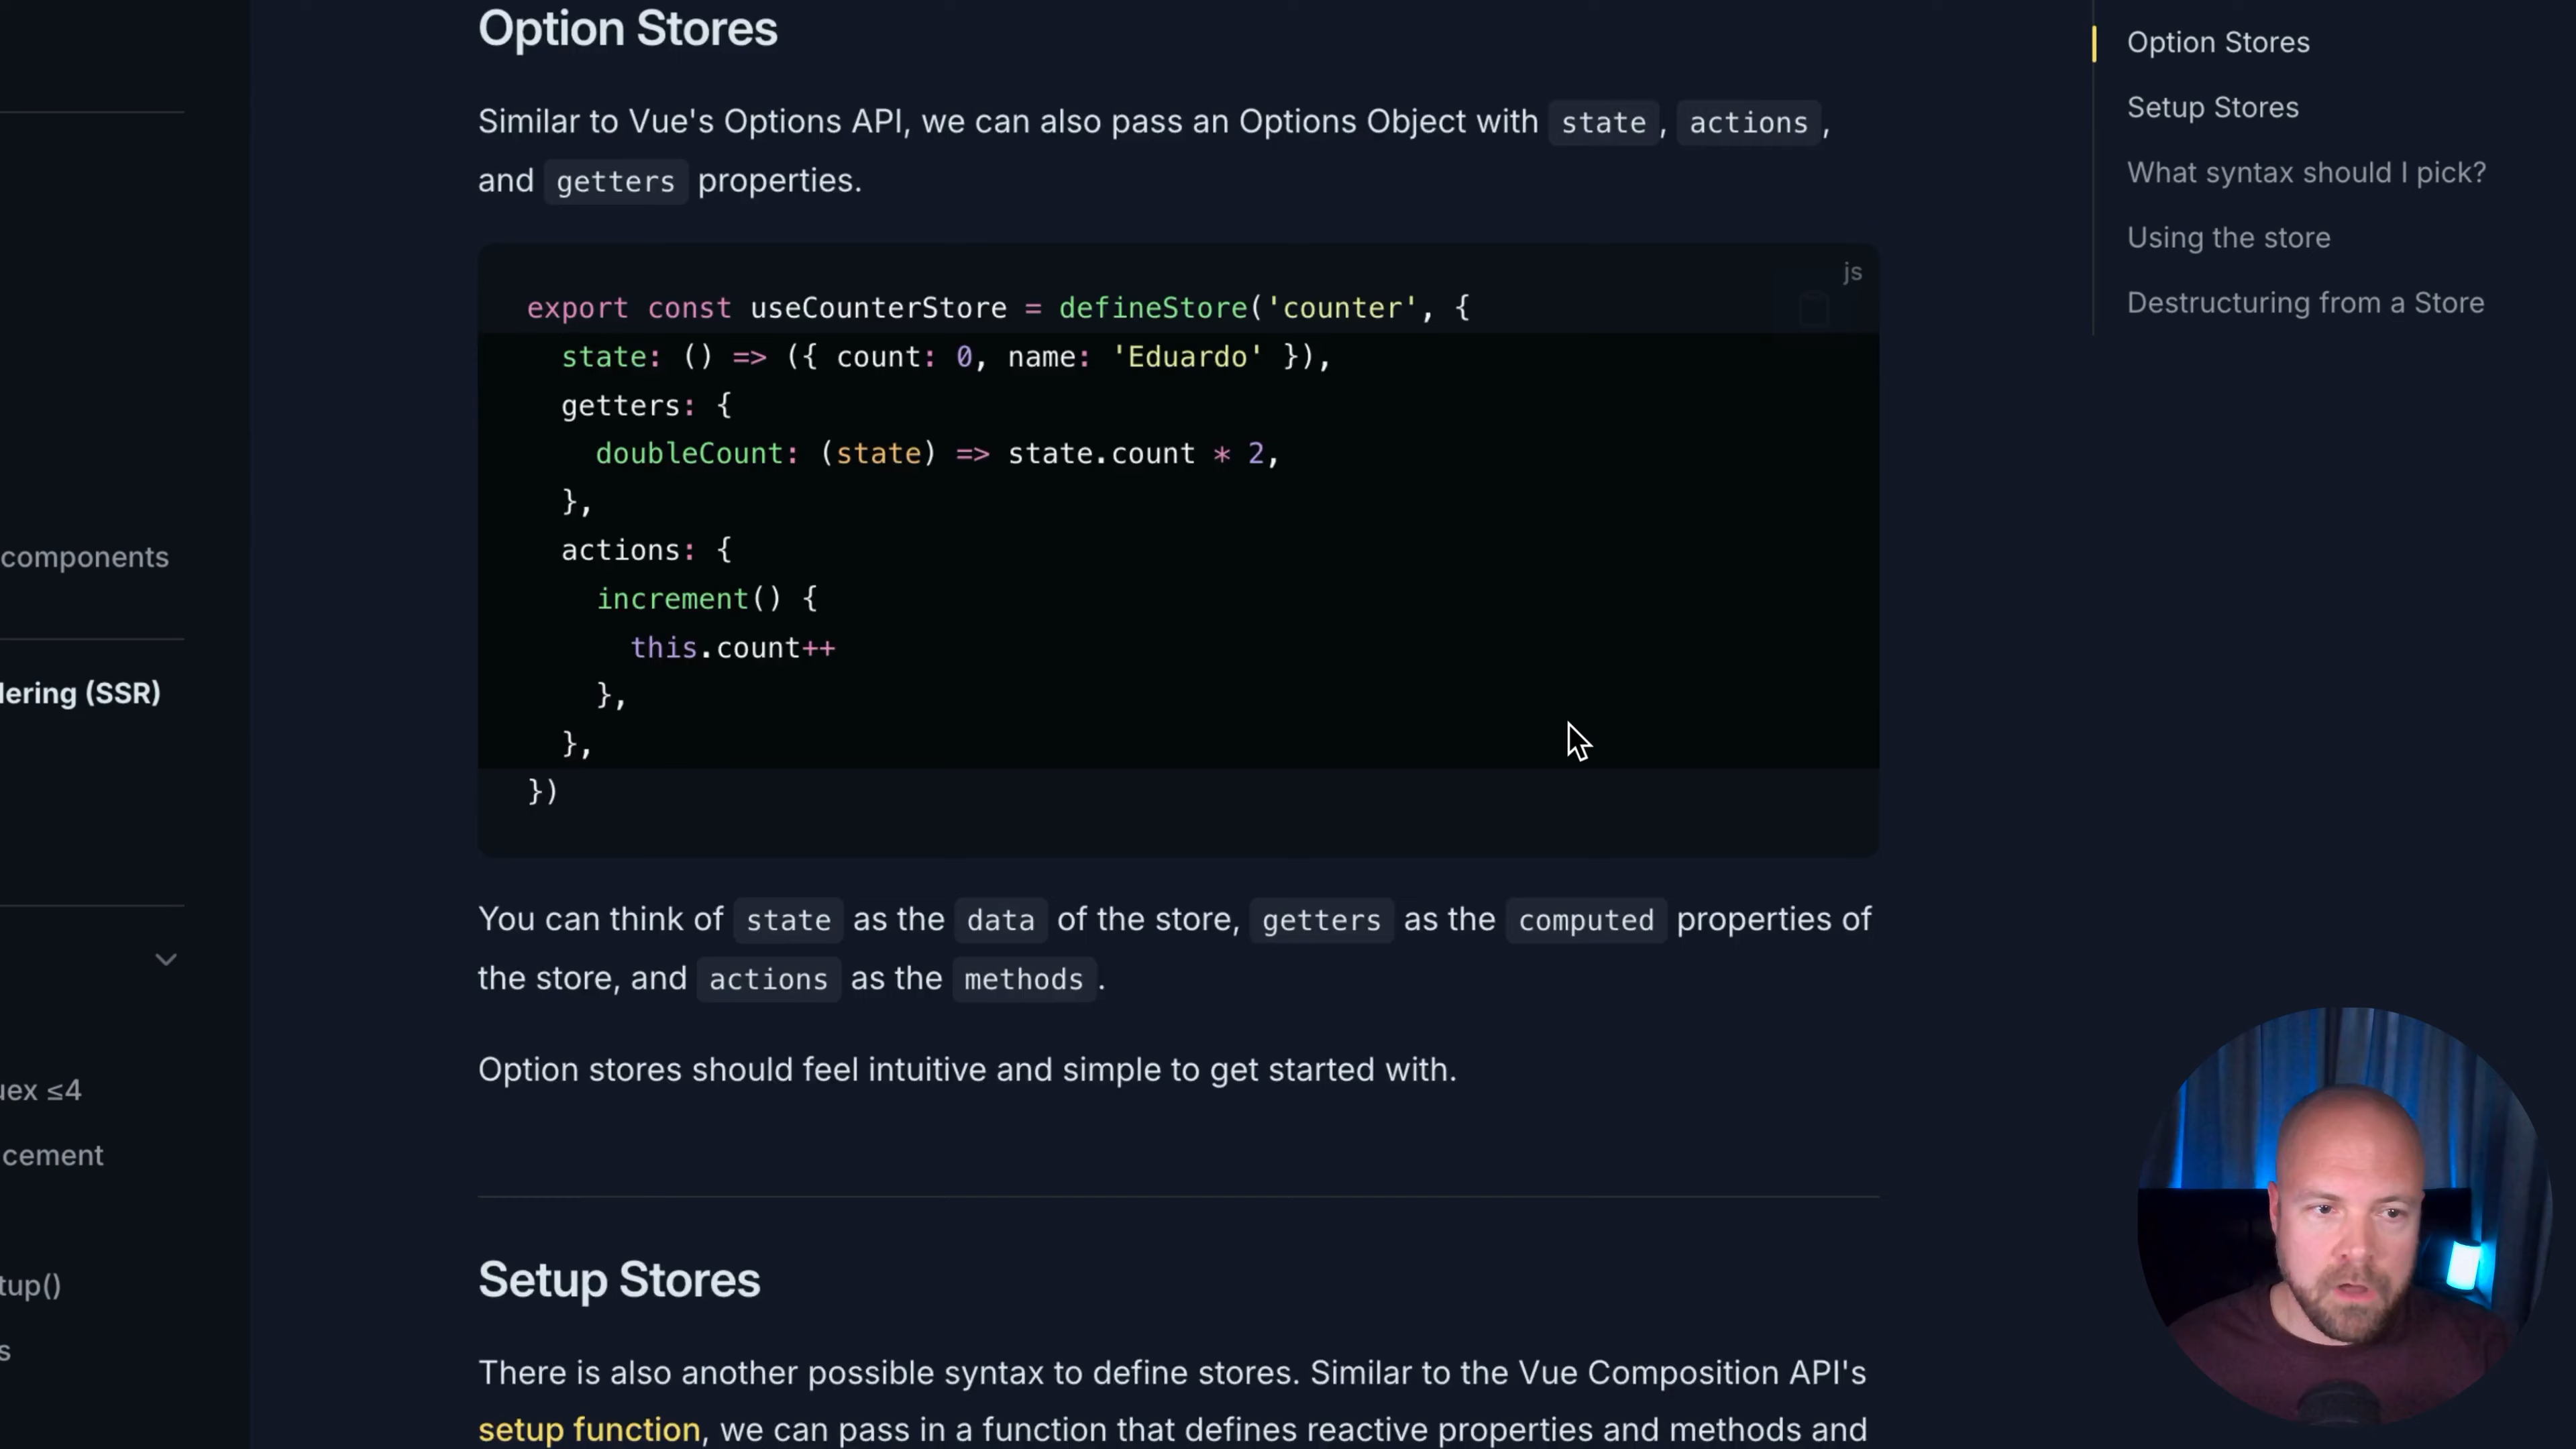 Option Stores
Similar to Vue's Options API, we can also pass an Options Object with state, actions,
and getters properties.
js
export const useCounterStore = defineStore('counter', {
  state: () => ({ count: 0, name: 'Eduardo' }),
  getters: {
    doubleCount: (state) => state.count * 2,
  },
  actions: {
    increment() {
      this.count++
    },
  },
})
You can think of state as the data of the store, getters as the computed properties of
the store, and actions as the methods.
Option stores should feel intuitive and simple to get started with.
Setup Stores
There is also another possible syntax to define stores. Similar to the Vue Composition API's
setup function, we can pass in a function that defines reactive properties and methods and
Option Stores
Setup Stores
What syntax should I pick?
Using the store
Destructuring from a Store
components
lering (SSR)
uex ≤4
cement
tup()
s